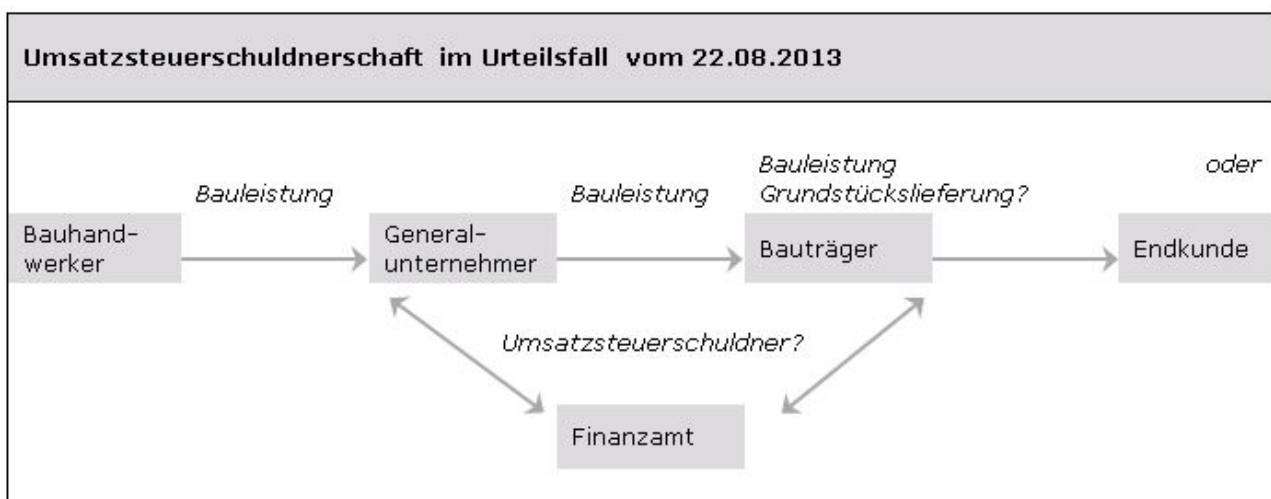 Umsatzsteuerschuldnerschaft im Urteilsfall vom 22.08.2013
Bauleistung
Bauleistung
Bauleistung oder
Grundstückslieferung?
Bauhand-
werker
General-
unternehmer
Bauträger
Endkunde
Umsatzsteuerschuldner?
Finanzamt